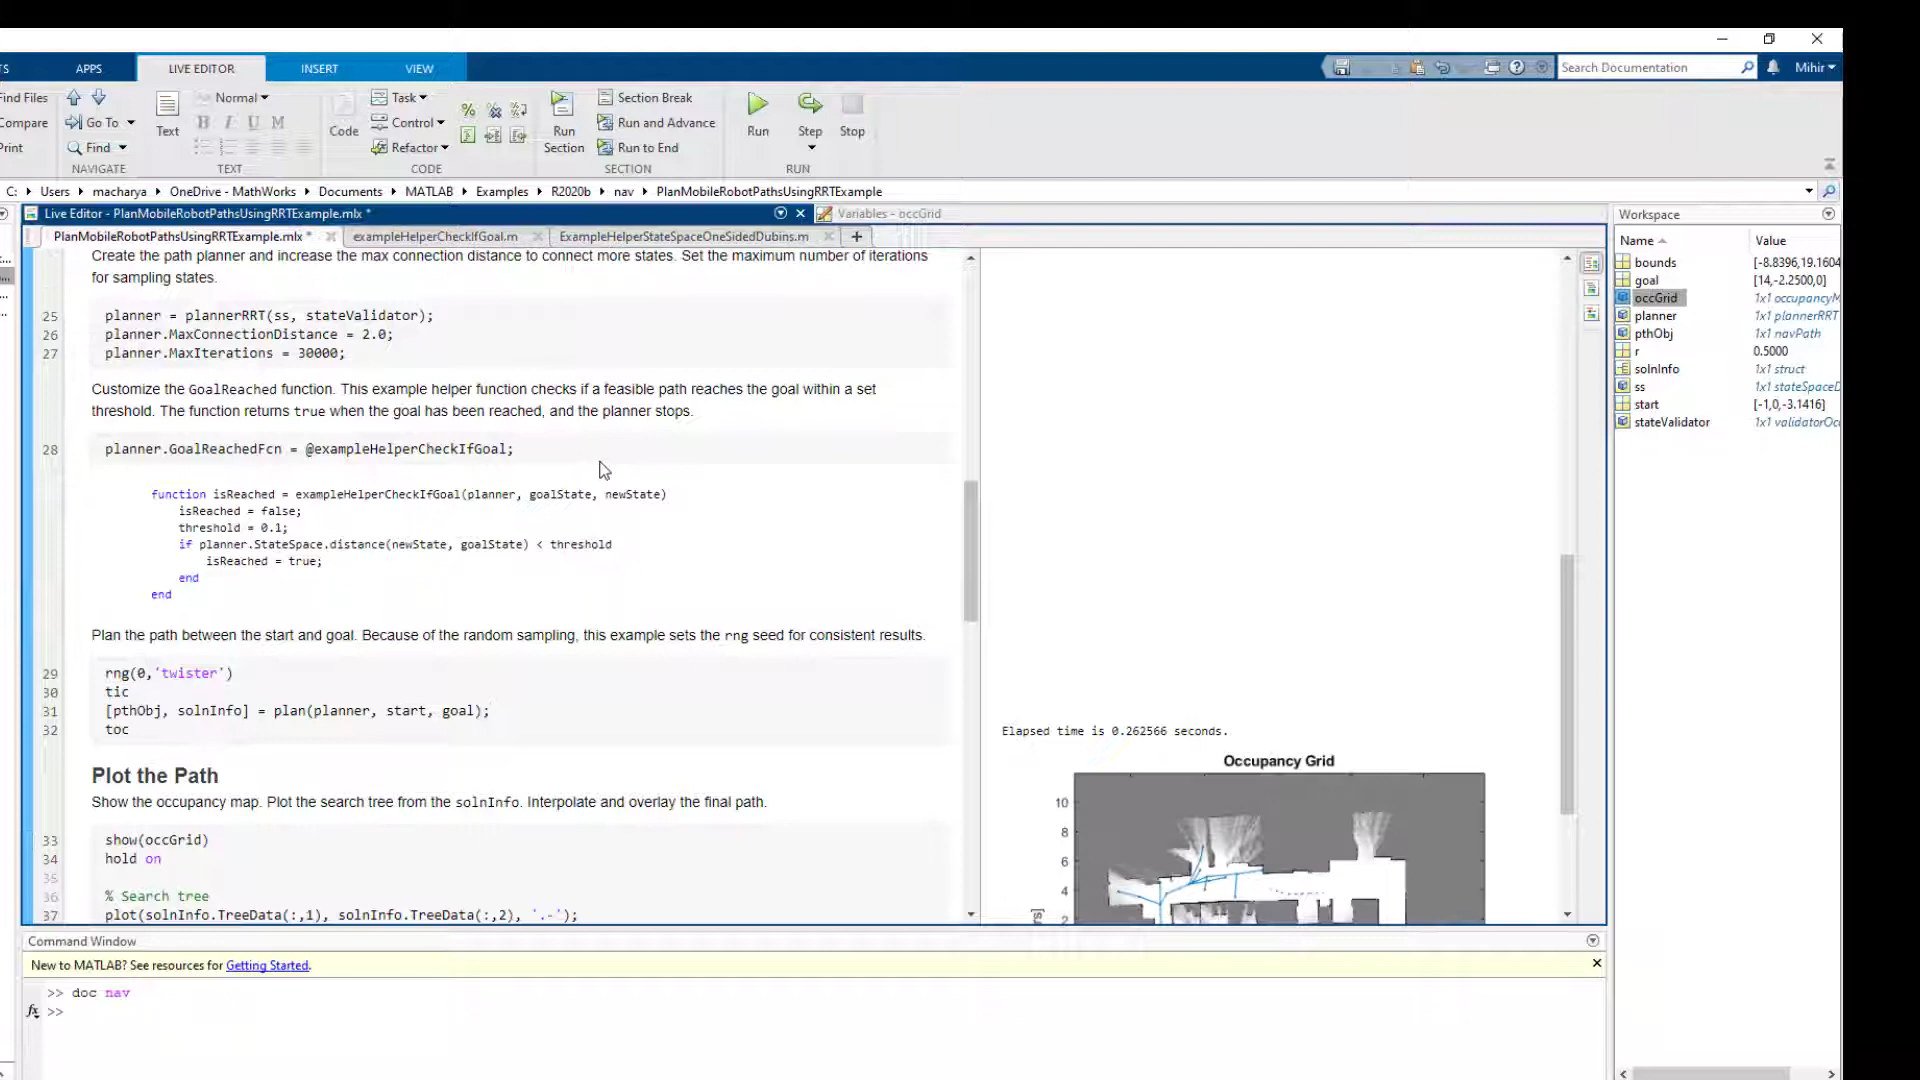 TS
APPS
LIVE EDITOR
INSERT
VIEW
Search Documentation
Mihir
Find Files
Compare
Print
Go To
Find
NAVIGATE
Text
Normal
B I U M
TEXT
Code
Task
Control
Refactor
CODE
Run
Section
Section Break
Run and Advance
Run to End
SECTION
Run
Step
Stop
RUN
C: Users macharya OneDrive - MathWorks Documents MATLAB Examples R2020b nav PlanMobileRobotPathsUsingRRTExample
Live Editor - PlanMobileRobotPathsUsingRRTExample.mlx *
Variables - occGrid
PlanMobileRobotPathsUsingRRTExample.mlx *
exampleHelperCheckIfGoal.m
ExampleHelperStateSpaceOneSidedDubins.m
Create the path planner and increase the max connection distance to connect more states. Set the maximum number of iterations
for sampling states.
25 planner = plannerRRT(ss, stateValidator);
26 planner.MaxConnectionDistance = 2.0;
27 planner.MaxIterations = 30000;
Customize the GoalReached function. This example helper function checks if a feasible path reaches the goal within a set
threshold. The function returns true when the goal has been reached, and the planner stops.
28 planner.GoalReachedFcn = @exampleHelperCheckIfGoal;
function isReached = exampleHelperCheckIfGoal(planner, goalState, newState)
isReached = false;
threshold = 0.1;
if planner.StateSpace.distance(newState, goalState) < threshold
isReached = true;
end
end
Plan the path between the start and goal. Because of the random sampling, this example sets the rng seed for consistent results.
29 rng(0,'twister')
30 tic
31 [pthObj, solnInfo] = plan(planner, start, goal);
32 toc
Plot the Path
Show the occupancy map. Plot the search tree from the solnInfo. Interpolate and overlay the final path.
33 show(occGrid)
34 hold on
35
36 % Search tree
37 plot(solnInfo.TreeData(:,1), solnInfo.TreeData(:,2), '.-');
Elapsed time is 0.262566 seconds.
Occupancy Grid
10
8
6
4
2
Workspace
Name Value
bounds [-8.8396,19.1604
goal [14,-2.2500,0]
occGrid 1x1 occupancyM
planner 1x1 plannerRRT
pthObj 1x1 navPath
r 0.5000
solnInfo 1x1 struct
ss 1x1 stateSpaceD
start [-1,0,-3.1416]
stateValidator 1x1 validatorOcc
Command Window
New to MATLAB? See resources for Getting Started.
>> doc nav
fx >>